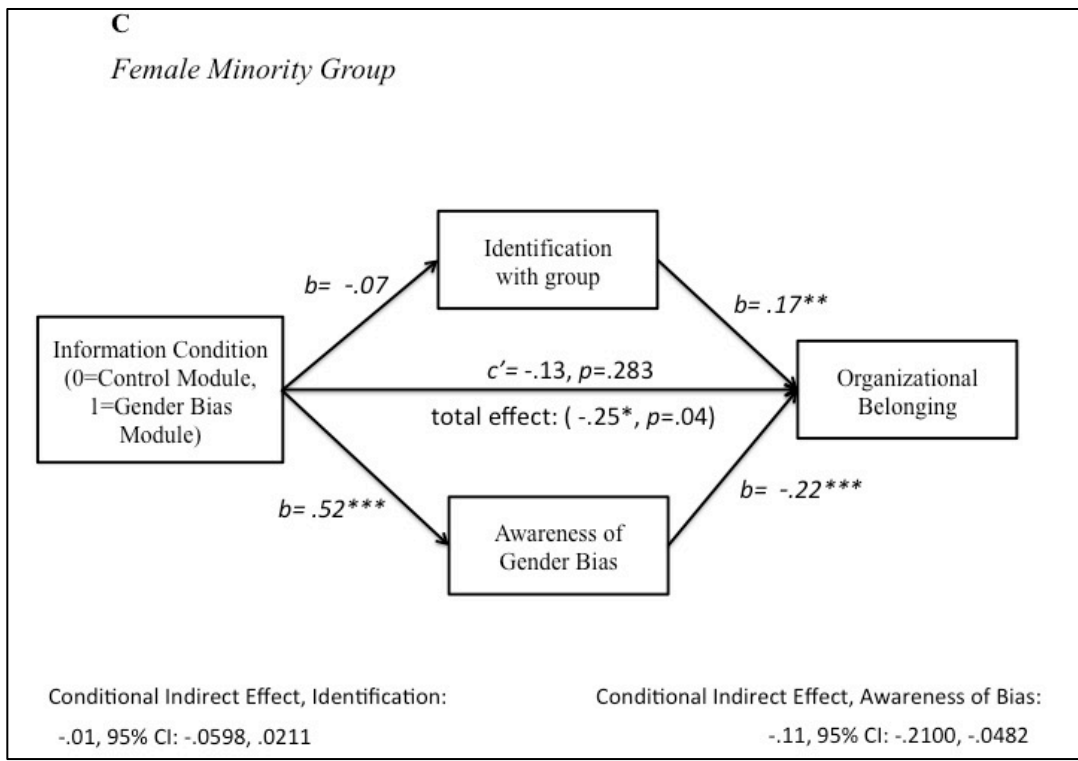 C
Female Minority Group
Identification
with group
b= -.07
b= .17**
Information Condition
(0=Control Module,
1=Gender Bias
Module)
c’= -.13, p=.283
total effect: ( -.25*, p=.04)
Organizational
Belonging
b= .52***
b= -.22***
Awareness of
Gender Bias
Conditional Indirect Effect, Identification:
-.01, 95% CI: -.0598, .0211
Conditional Indirect Effect, Awareness of Bias:
-.11, 95% CI: -.2100, -.0482